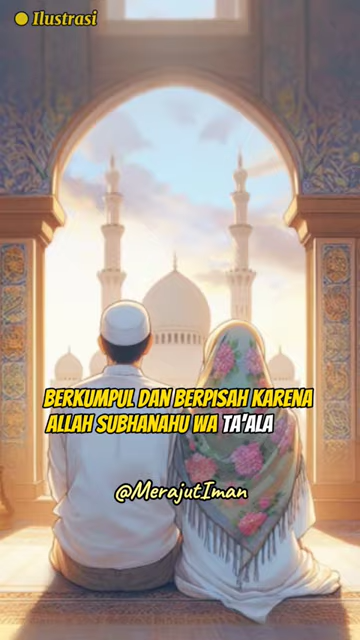 Ilustrasi
BERKUMPUL DAN BERPISAH KARENA
ALLAH SUBHANAHU WA TA'ALA
@MerajutIman